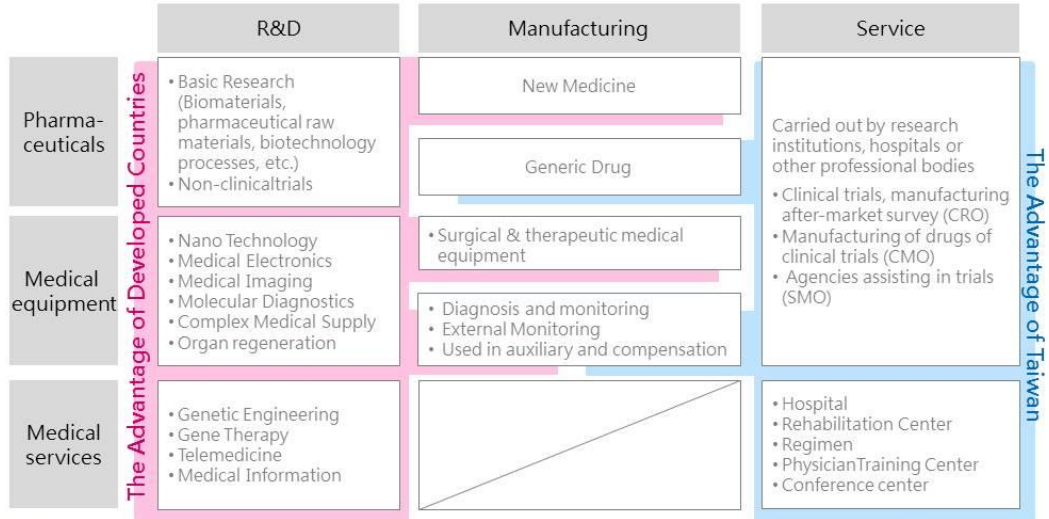 R&D
Manufacturing
Service
Pharma-
ceuticals
The Advantage of Developed Countries
• Basic Research
(Biomaterials,
pharmaceutical raw
materials, biotechnology
processes, etc.)
• Non-clinicaltrials
New Medicine
Generic Drug
Carried out by research
institutions, hospitals or
other professional bodies
• Clinical trials, manufacturing
after-market survey (CRO)
• Manufacturing of drugs of
clinical trials (CMO)
• Agencies assisting in trials
(SMO)
The Advantage of Taiwan
Medical
equipment
• Nano Technology
• Medical Electronics
• Medical Imaging
• Molecular Diagnostics
• Complex Medical Supply
• Organ regeneration
• Surgical & therapeutic medical
equipment
• Diagnosis and monitoring
• External Monitoring
• Used in auxiliary and compensation
Medical
services
• Genetic Engineering
• Gene Therapy
• Telemedicine
• Medical Information
• Hospital
• Rehabilitation Center
• Regimen
• PhysicianTraining Center
• Conference center